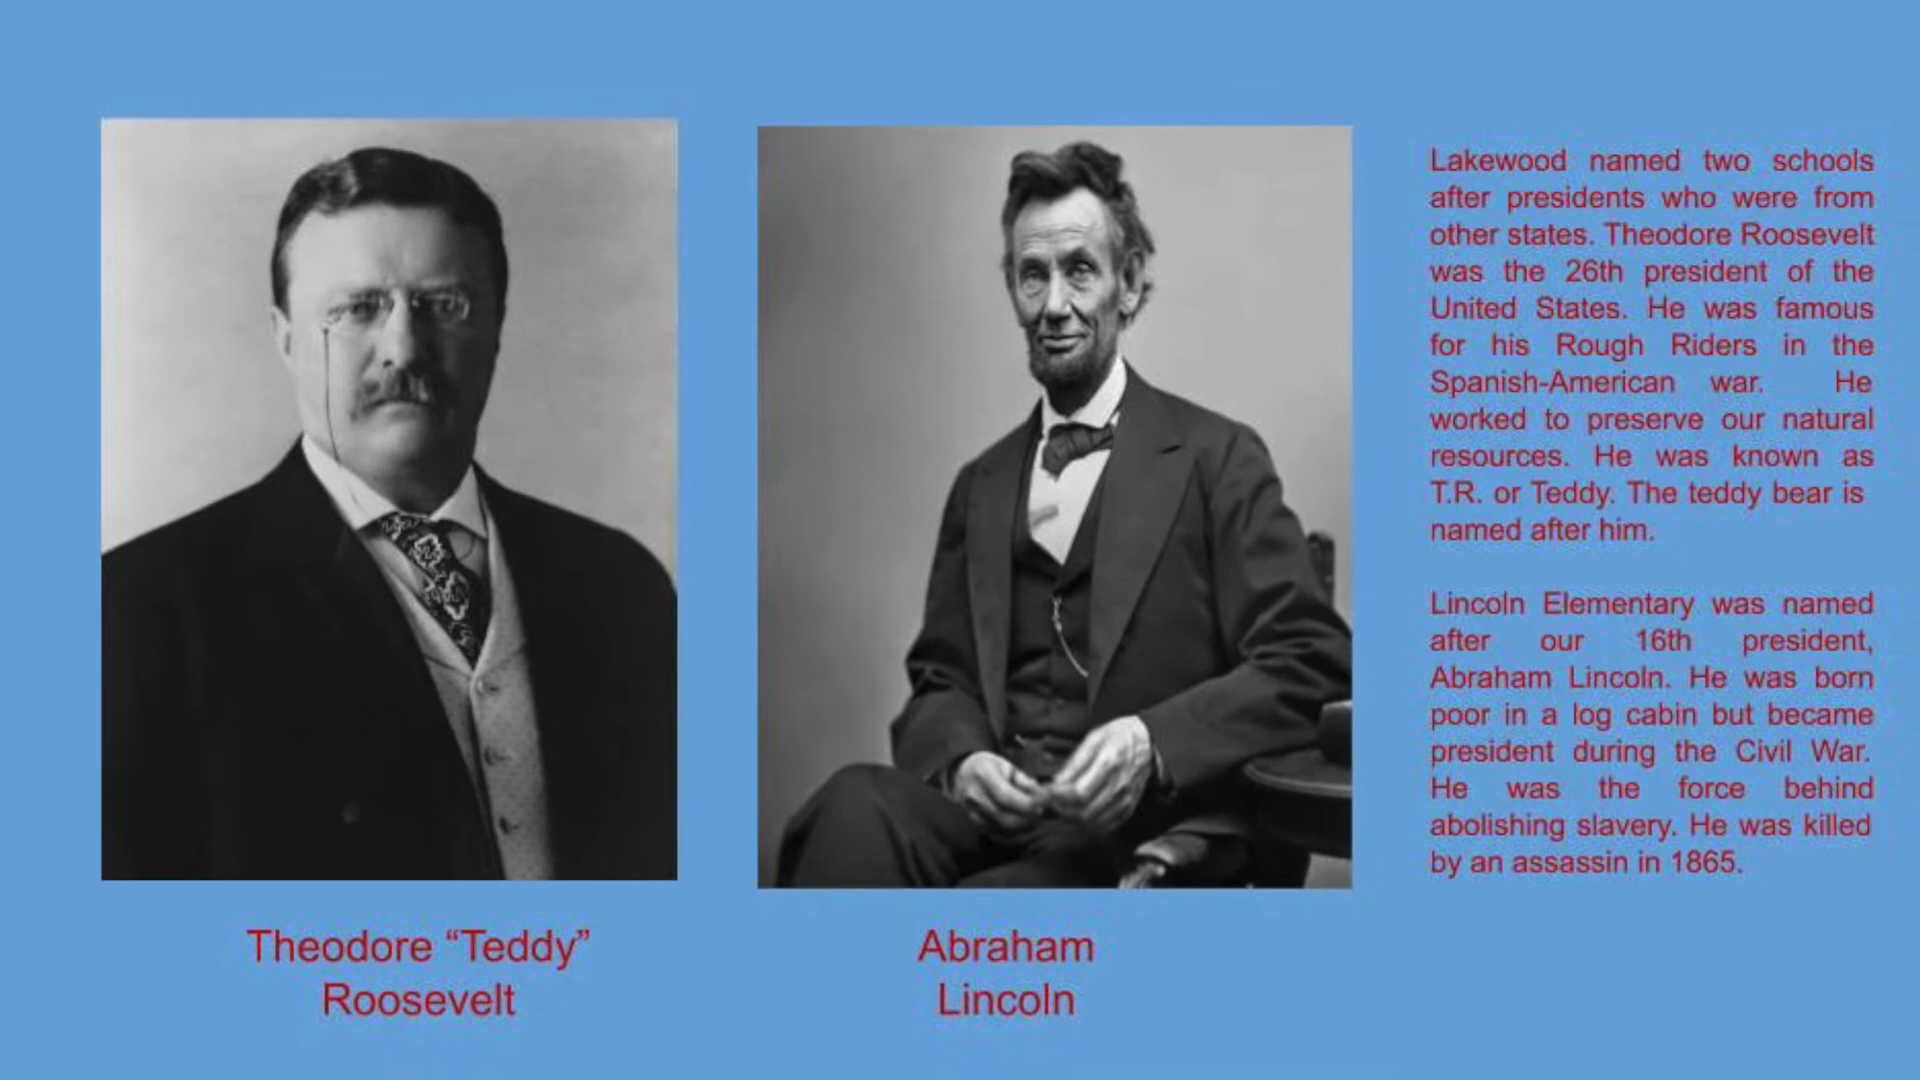 Lakewood named two schools
after presidents who were from
other states. Theodore Roosevelt
was the 26th president of the
United States. He was famous
for his Rough Riders in the
Spanish-American war. He
worked to preserve our natural
resources. He was known as
T.R. or Teddy. The teddy bear is
named after him.
Lincoln Elementary was named
after our 16th president,
Abraham Lincoln. He was born
poor in a log cabin but became
president during the Civil War.
He was the force behind
abolishing slavery. He was killed
by an assassin in 1865.
Theodore “Teddy”
Roosevelt
Abraham
Lincoln